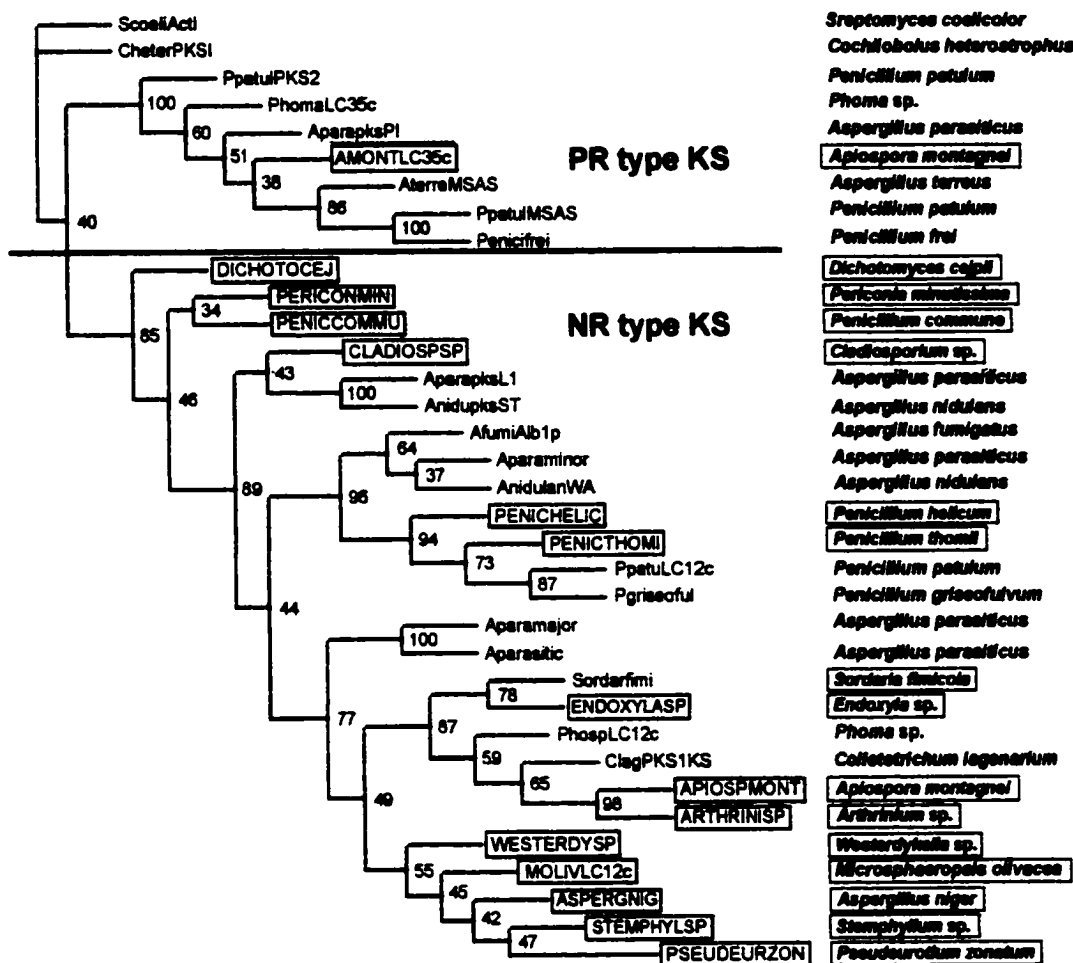 ScoeliActI Sreptomyces coelicolor
CheterPKSI Cochliobolus heterostrophus
PpatulPKS2 Penicillium patulum
100 PhomaLC35c Phoma sp.
60 AparapksPI Aspergillus parasiticus
51 AMONTLC35c PR type KS Apiospora montagnei
38 AterreMSAS Aspergillus terreus
86 PpatulMSAS Penicillium patulum
100 Penicifrei Penicillium frei
40
DICHOTOCEJ Dichotomyces cejpii
PERICONMIN Periconia minutissima
34 PENICCOMMU NR type KS Penicillium commune
85 CLADIOSPSP Cladiosporium sp.
43 AparapksL1 Aspergillus parasiticus
46 100 AnidupksST Aspergillus nidulans
AfumiAlb1p Aspergillus fumigatus
64 Aparaminor Aspergillus parasiticus
37 AnidulanWA Aspergillus nidulans
89 96 PENICHELIC Penicillium helicum
94 PENICTHOMI Penicillium thomii
73 PpatuLC12c Penicillium patulum
87 Pgriseoful Penicillium griseofulvum
44 Aparamajor Aspergillus parasiticus
100 Aparasitic Aspergillus parasiticus
Sordarfimi Sordaria fimicola
78 ENDOXYLASP Endoxyla sp.
77 87 PhospLC12c Phoma sp.
59 ClagPKS1KS Colletetrichum lagenarium
65 APIOSPMONT Apiospora montagnei
49 98 ARTHRINISP Arthrinium sp.
WESTERDYSP Westerdykella sp.
55 MOLIVLC12c Microsphaeropsis olivacea
45 ASPERGNIG Aspergillus niger
42 STEMPHYLSP Stemphylium sp.
47 PSEUDEURZON Pseudeurotium zonatum